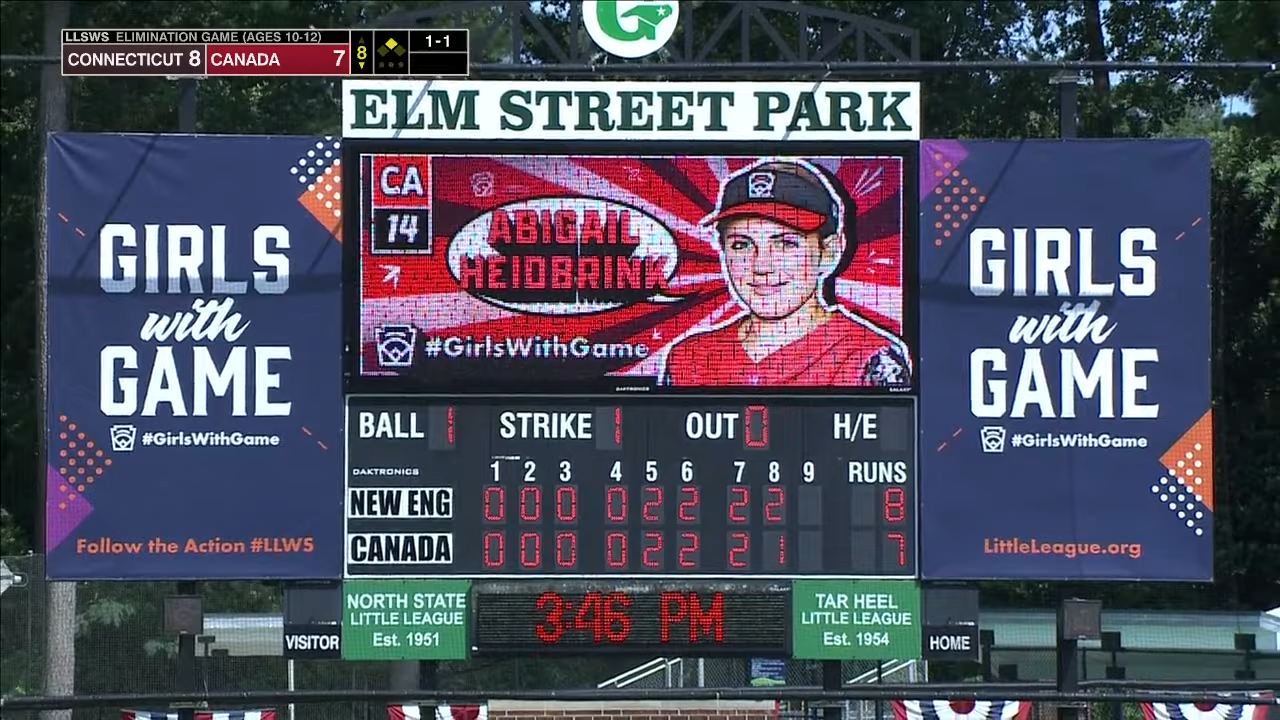 LLSWS ELIMINATION GAME (AGES 10-12)
CONNECTICUT 8 CANADA 7 8 1-1
G
ELM STREET PARK
GIRLS
with
GAME
#GirlsWithGame
Follow the Action #LLWS
CA
14
ABIGAIL
HEIDBRINK
#GirlsWithGame
GIRLS
with
GAME
#GirlsWithGame
LittleLeague.org
BALL 1 STRIKE 1 OUT 0 H/E
DAKTRONICS 1 2 3 4 5 6 7 8 9 RUNS
NEW ENG 0 0 0 0 2 2 2 2 8
CANADA 0 0 0 0 2 2 2 1 7
NORTH STATE
LITTLE LEAGUE
Est. 1951
3:46 PM
TAR HEEL
LITTLE LEAGUE
Est. 1954
VISITOR
HOME